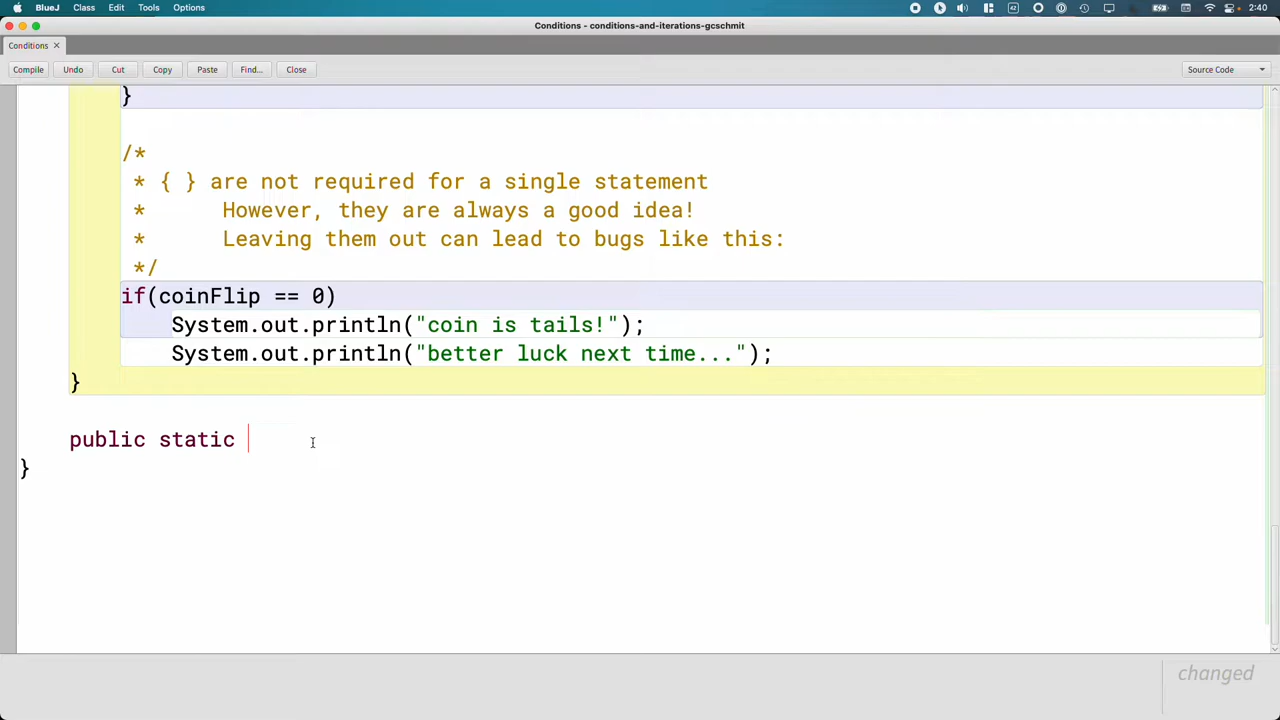 BlueJ Class Edit Tools Options 2:40
Conditions - conditions-and-iterations-gcschmit
Conditions ×
Compile Undo Cut Copy Paste Find... Close Source Code
}
/*
* { } are not required for a single statement
* However, they are always a good idea!
* Leaving them out can lead to bugs like this:
*/
if(coinFlip == 0)
System.out.println("coin is tails!");
System.out.println("better luck next time...");
}
public static
}
changed